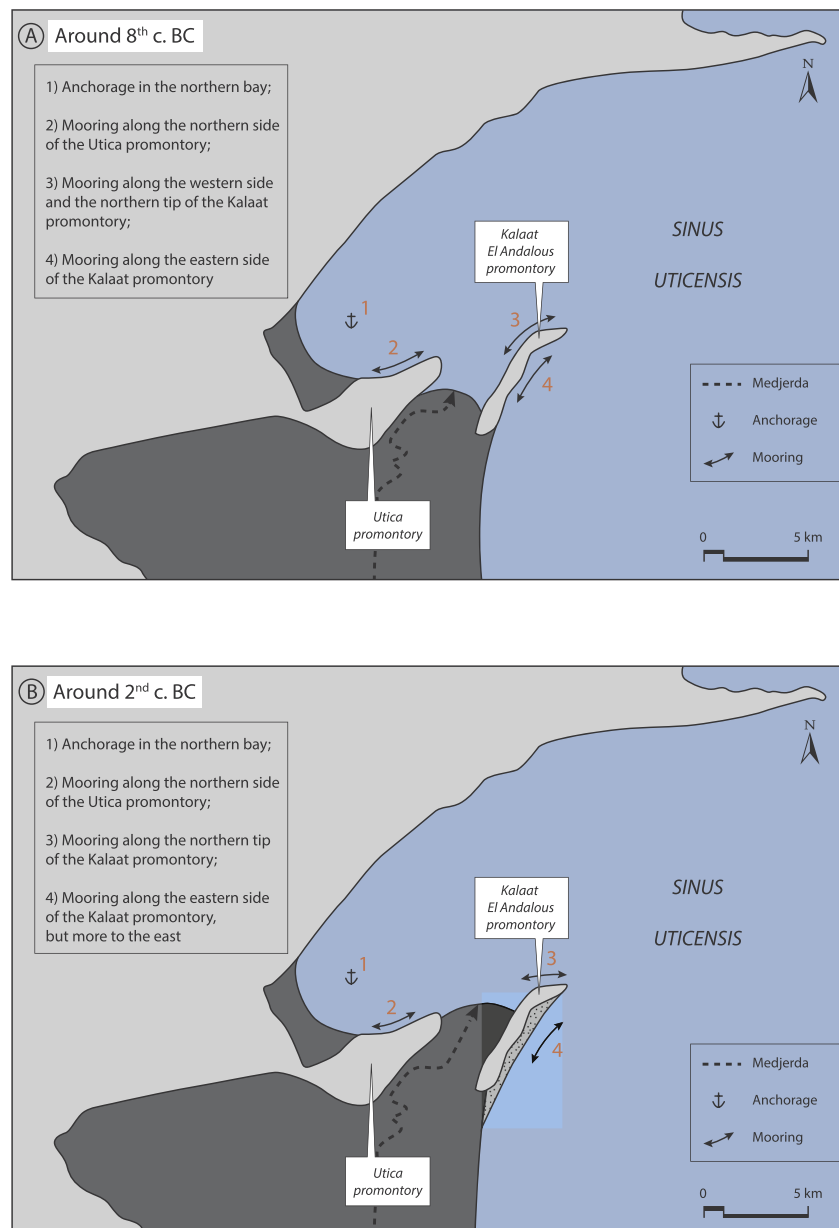 A Around 8th c. BC
N
1) Anchorage in the northern bay;
2) Mooring along the northern side
of the Utica promontory;
3) Mooring along the western side
and the northern tip of the Kalaat
promontory;
4) Mooring along the eastern side
of the Kalaat promontory
Kalaat
El Andalous
promontory
SINUS
UTICENSIS
1
2
3
4
Medjerda
Anchorage
Mooring
Utica
promontory
0 5 km
B Around 2nd c. BC
N
1) Anchorage in the northern bay;
2) Mooring along the northern side
of the Utica promontory;
3) Mooring along the northern tip
of the Kalaat promontory;
4) Mooring along the eastern side
of the Kalaat promontory,
but more to the east
Kalaat
El Andalous
promontory
SINUS
UTICENSIS
1
2
3
4
Medjerda
Anchorage
Mooring
Utica
promontory
0 5 km